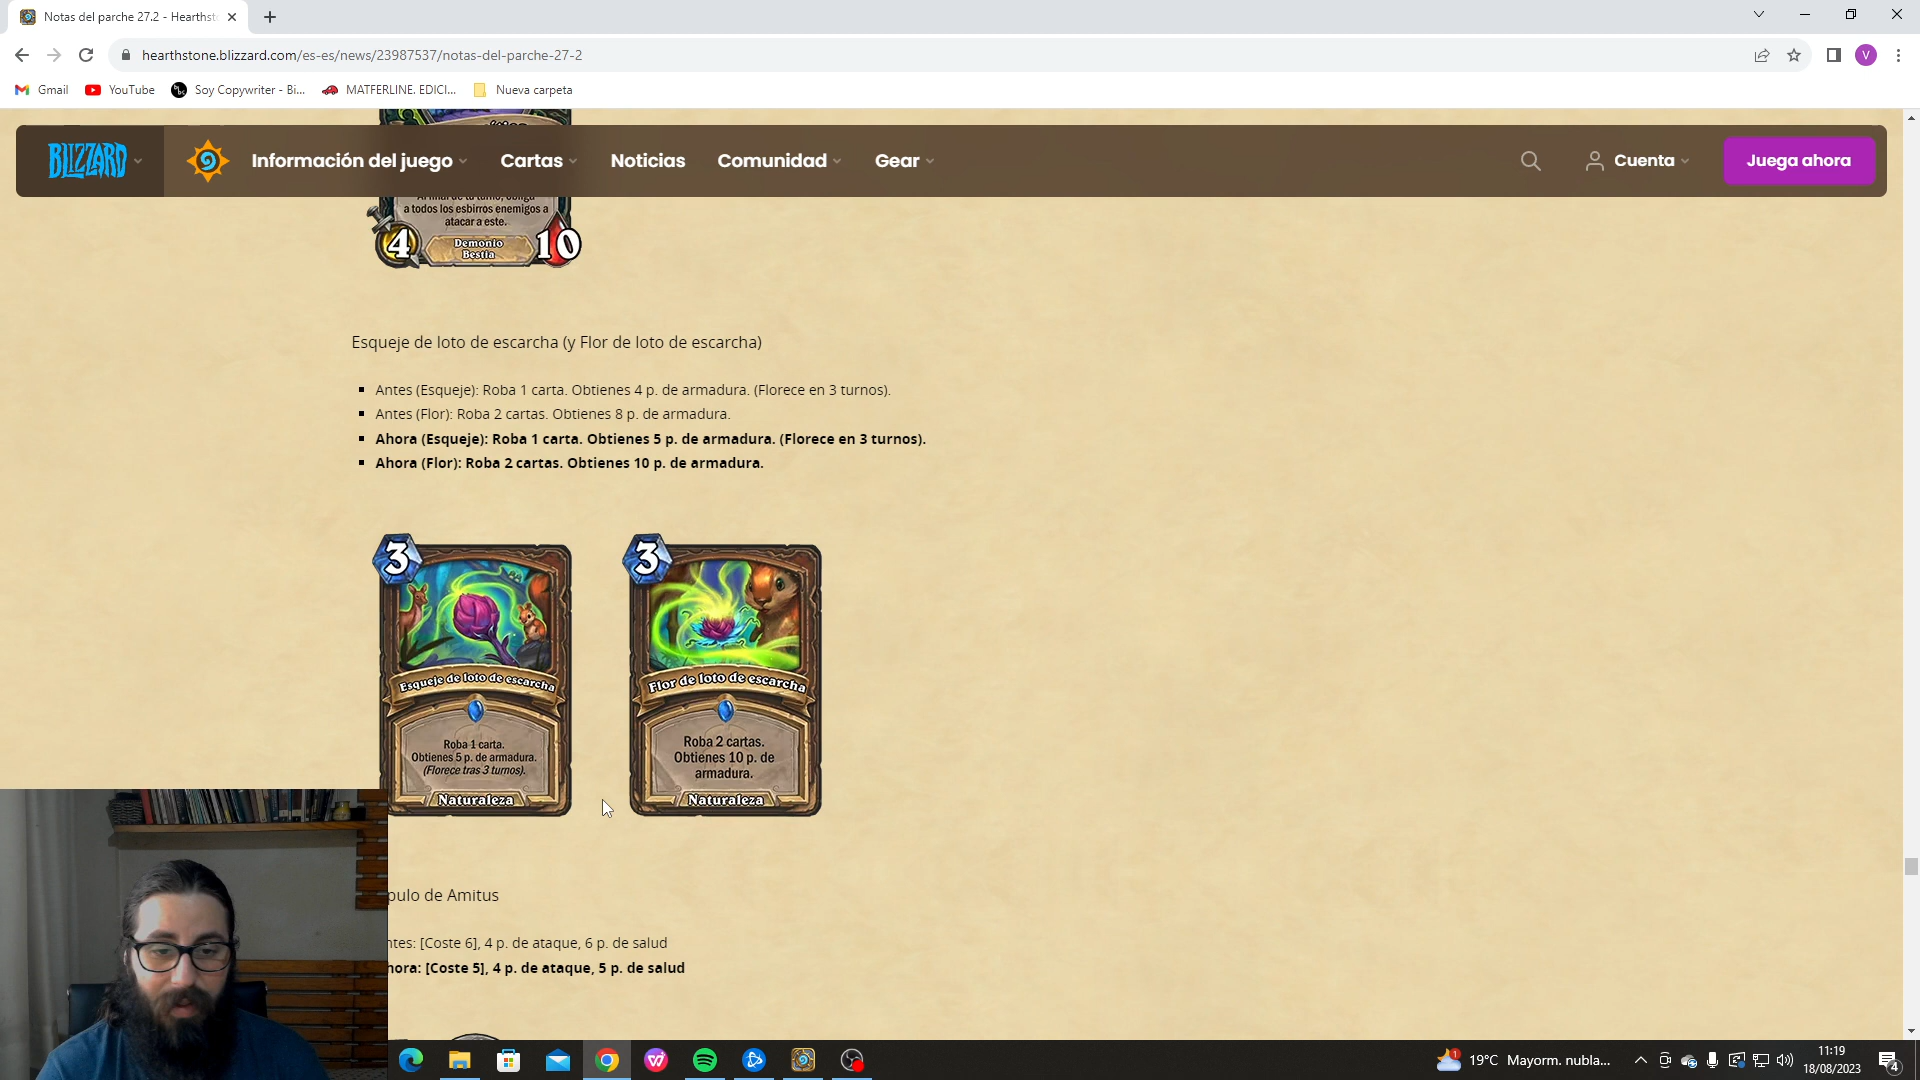 Notas del parche 27.2 - Hearthst
hearthstone.blizzard.com/es-es/news/23987537/notas-del-parche-27-2
V
Gmail
YouTube
Soy Copywriter - Bi...
MATFERLINE. EDICI...
Nueva carpeta
BLIZZARD
Información del juego
Cartas
Noticias
Comunidad
Gear
Cuenta
Juega ahora
a todos los esbirros enemigos a
atacar a este.
4
Demonio
Bestia
10
Esqueje de loto de escarcha (y Flor de loto de escarcha)
Antes (Esqueje): Roba 1 carta. Obtienes 4 p. de armadura. (Florece en 3 turnos).
Antes (Flor): Roba 2 cartas. Obtienes 8 p. de armadura.
Ahora (Esqueje): Roba 1 carta. Obtienes 5 p. de armadura. (Florece en 3 turnos).
Ahora (Flor): Roba 2 cartas. Obtienes 10 p. de armadura.
3
Esqueje de loto de escarcha
Roba 1 carta.
Obtienes 5 p. de armadura.
(Florece tras 3 turnos).
Naturaleza
3
Flor de loto de escarcha
Roba 2 cartas.
Obtienes 10 p. de
armadura.
Naturaleza
pulo de Amitus
ntes: [Coste 6], 4 p. de ataque, 6 p. de salud
hora: [Coste 5], 4 p. de ataque, 5 p. de salud
1
19°C Mayorm. nubla...
11:19
18/08/2023
4